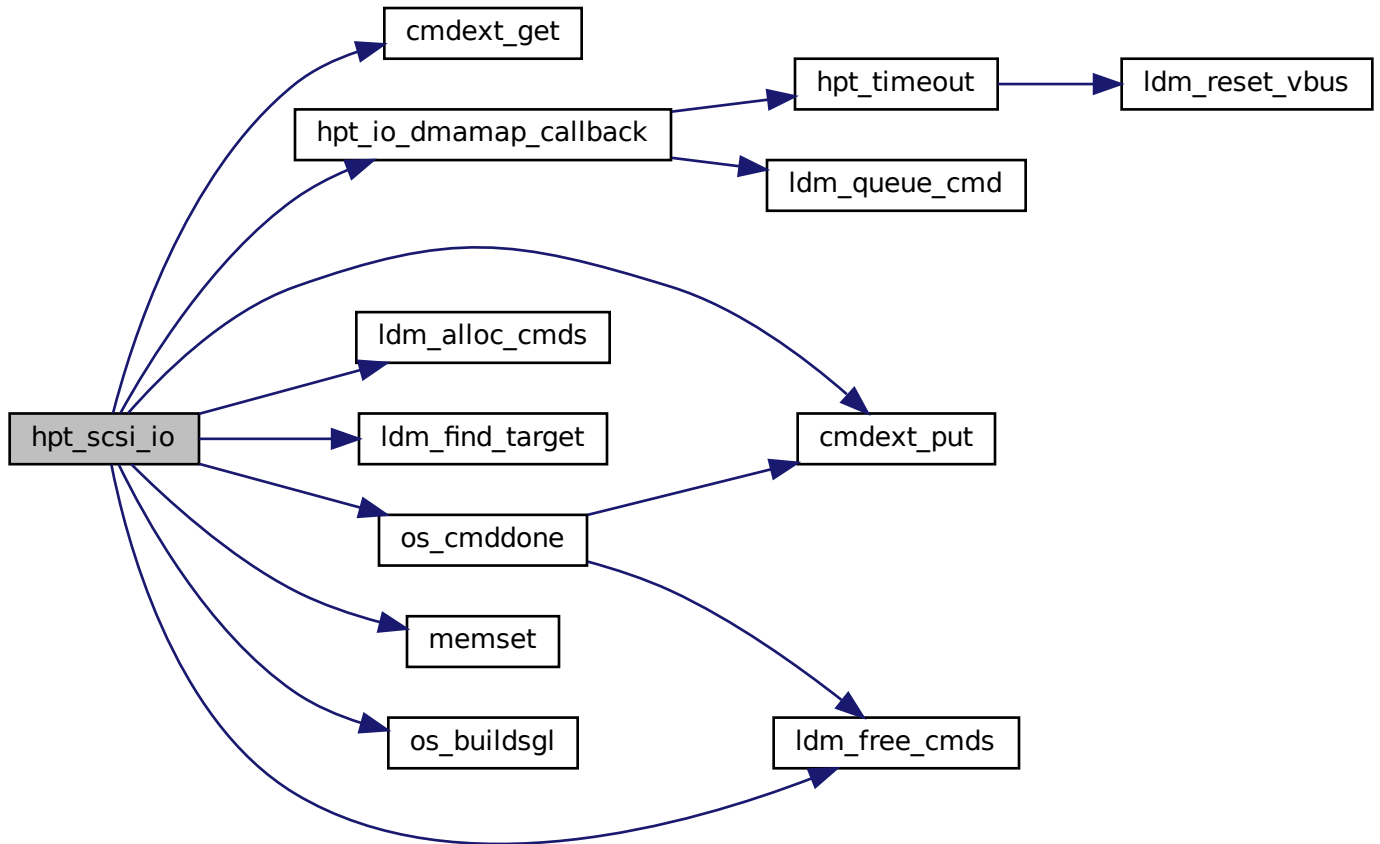 cmdext_get
hpt_timeout
ldm_reset_vbus
hpt_io_dmamap_callback
ldm_queue_cmd
ldm_alloc_cmds
hpt_scsi_io
ldm_find_target
cmdext_put
os_cmddone
memset
os_buildsgl
ldm_free_cmds